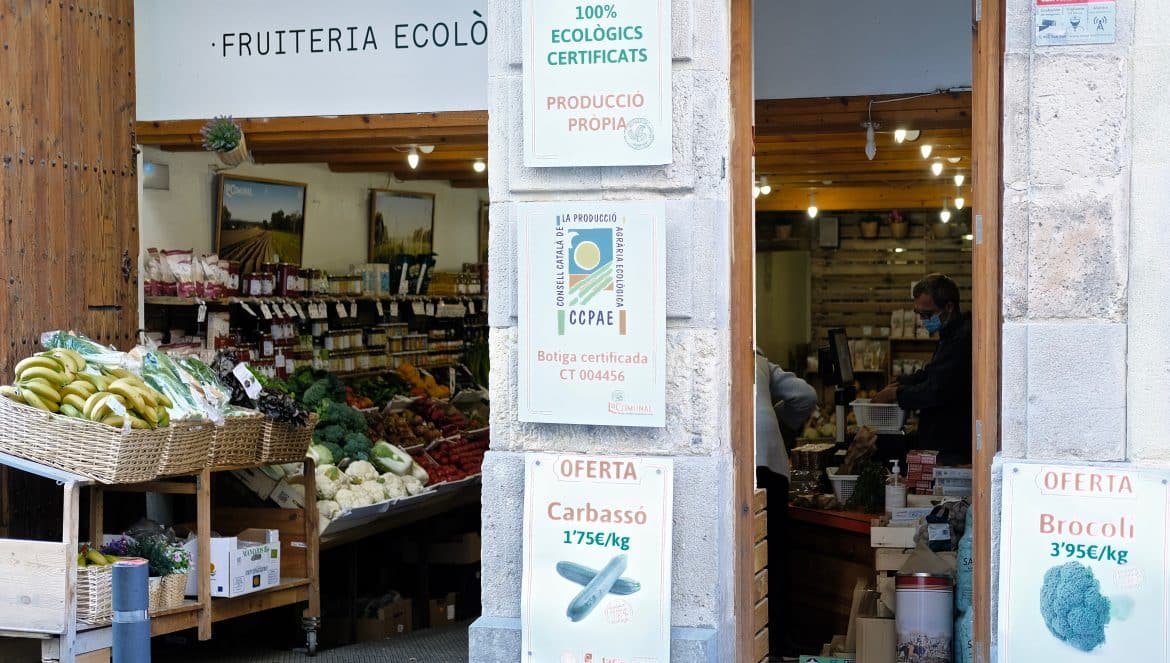 ·FRUITERIA ECOLÒ
100%
ECOLÒGICS
CERTIFICATS
PRODUCCIÓ
PRÒPIA
CONSELL CATALÀ DE
LA PRODUCCIÓ
AGRÀRIA ECOLÒGICA
CCPAE
Botiga certificada
CT 004456
OFERTA
Carbassó
1'75€/kg
OFERTA
Brocoli
3'95€/kg